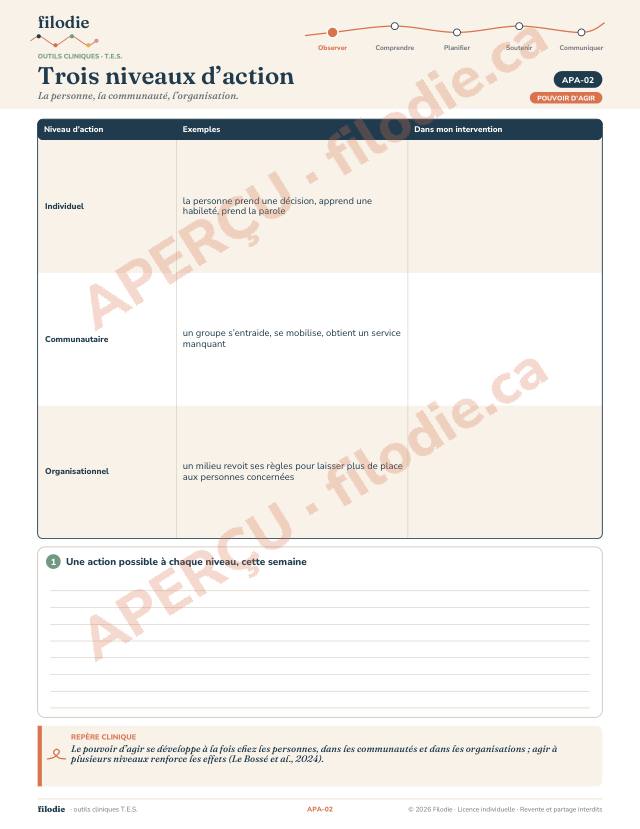 filodie
OUTILS CLINIQUES · T.E.S.
Observer Comprendre Planifier Soutenir Communiquer
Trois niveaux d’action
La personne, la communauté, l’organisation.
APA-02
POUVOIR D’AGIR
Niveau d’action Exemples Dans mon intervention
Individuel
la personne prend une décision, apprend une
habileté, prend la parole
Communautaire
un groupe s’entraide, se mobilise, obtient un service
manquant
Organisationnel
un milieu revoit ses règles pour laisser plus de place
aux personnes concernées
APERÇU · filodie.ca
APERÇU · filodie.ca
1 Une action possible à chaque niveau, cette semaine
REPÈRE CLINIQUE
Le pouvoir d’agir se développe à la fois chez les personnes, dans les communautés et dans les organisations ; agir à
plusieurs niveaux renforce les effets (Le Bossé et al., 2024).
filodie · outils cliniques T.E.S. APA-02 © 2026 Filodie · Licence individuelle · Revente et partage interdits